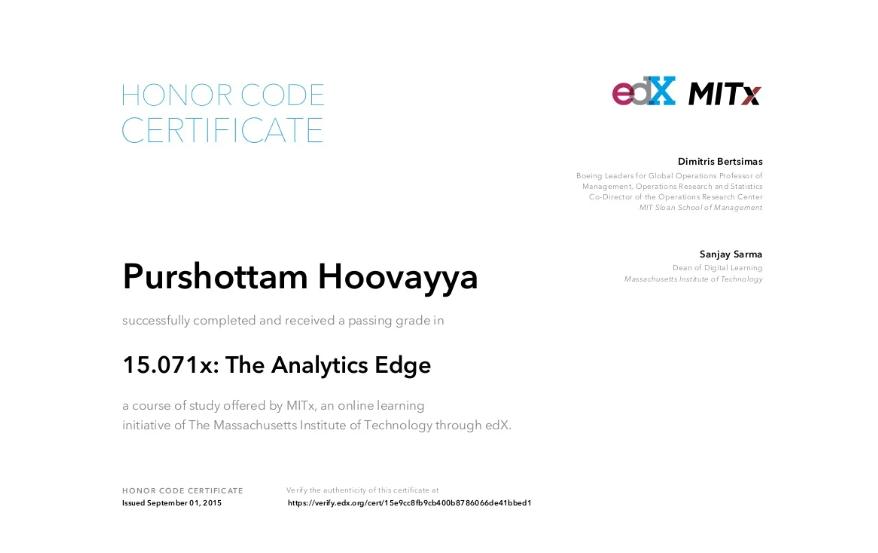 HONOR CODE
CERTIFICATE
edX MITx
Dimitris Bertsimas
Boeing Leaders for Global Operations Professor of
Management, Operations Research and Statistics
Co-Director of the Operations Research Center
MIT Sloan School of Management
Sanjay Sarma
Dean of Digital Learning
Massachusetts Institute of Technology
Purshottam Hoovayya
successfully completed and received a passing grade in
15.071x: The Analytics Edge
a course of study offered by MITx, an online learning
initiative of The Massachusetts Institute of Technology through edX.
HONOR CODE CERTIFICATE
Issued September 01, 2015
Verify the authenticity of this certificate at
https://verify.edx.org/cert/15e9cc8fb9cb400b8786066de41bbed1